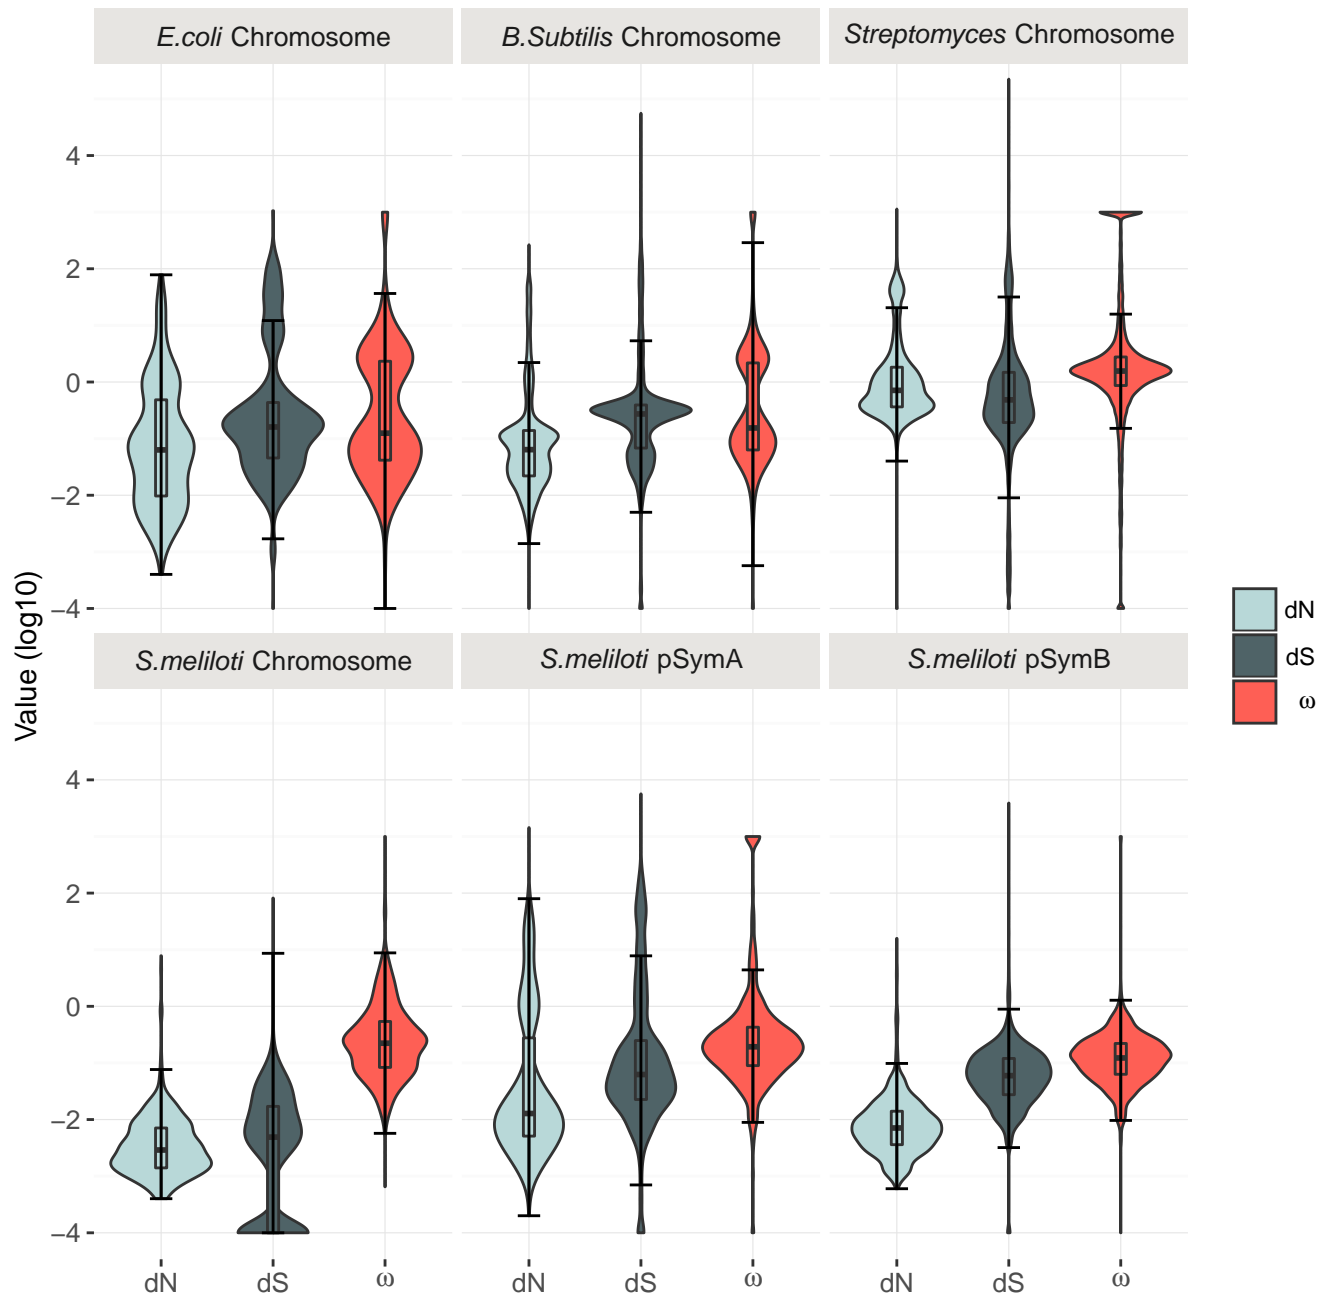 E.coli Chromosome
B.Subtilis Chromosome
Streptomyces Chromosome
4
2
0
−2
−4
S.meliloti Chromosome
S.meliloti pSymA
S.meliloti pSymB
4
2
0
−2
−4
dN
dS
ω
dN
dS
ω
dN
dS
ω
Value (log10)
dN
dS
ω